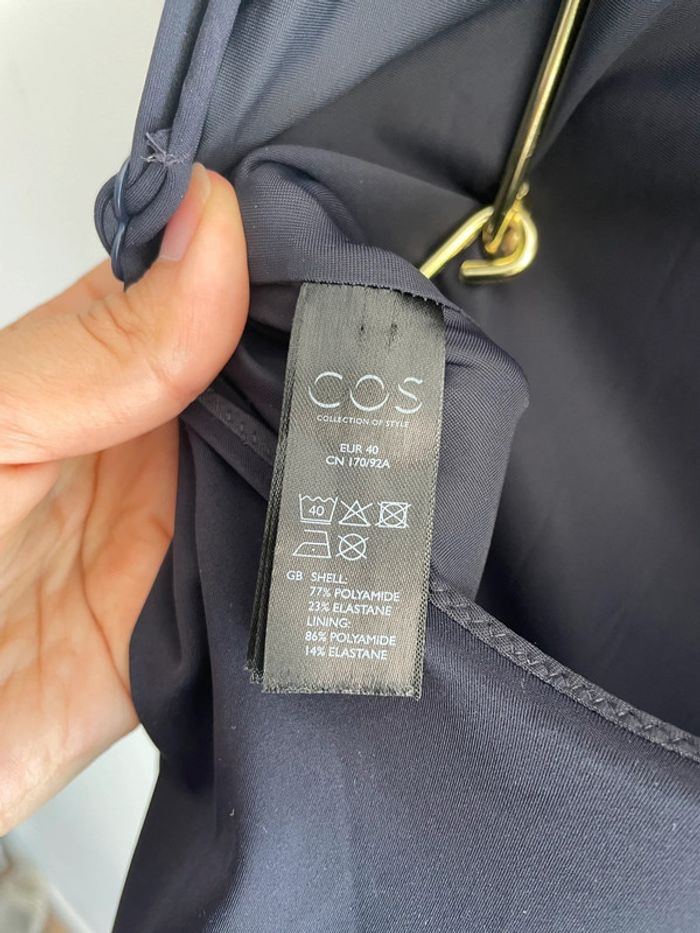 COS
COLLECTION OF STYLE
EUR 40
CN 170/92A
40
GB SHELL:
77% POLYAMIDE
23% ELASTANE
LINING:
86% POLYAMIDE
14% ELASTANE